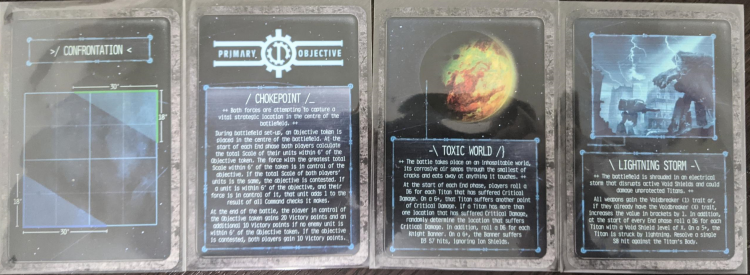 >/ CONFRONTATION <
30"
18"
18"
30"
PRIMARY OBJECTIVE
/ CHOKEPOINT /_
++ Both forces are attempting to capture a
vital strategic location in the centre of the
battlefield. ++
During battlefield set-up, an Objective token is
placed in the centre of the battlefield. At the
start of each End phase both players calculate
the total Scale of their units within 6" of the
Objective token. The force with the greatest total
Scale within 6" of the token is in control of the
objective. If the total Scale of both players'
units is the same, the objective is contested. If
a unit is within 6" of the objective, and their
force is in control of it, that unit adds 1 to the
result of all Command checks it makes.
At the end of the battle, the player in control of
the Objective token gains 20 Victory points and an
additional 10 Victory points if no enemy unit is
within 6" of the Objective token. If the objective
is contested, both players gain 10 Victory points.
-\ TOXIC WORLD /}
++ The battle takes place on an inhospitable world,
its corrosive air seeps through the smallest of
cracks and eats away at anything it touches. ++
At the start of each End phase, players roll a
D6 for each Titan that has suffered Critical
Damage. On a 6+, that Titan suffers another point
of Critical Damage. If a Titan has more than
one location that has suffered Critical Damage,
randomly determine the location that suffers
Critical Damage. In addition, roll a D6 for each
Knight Banner. On a 6+, the Banner suffers
D3 S7 hits, ignoring Ion Shields.
\ LIGHTNING STORM -\
++ The battlefield is shrouded in an electrical
storm that disrupts active Void Shields and could
damage unprotected Titans. ++
All weapons gain the Voidbreaker (1) trait or,
if they already have the Voidbreaker (X) trait,
increases the value in brackets by 1. In addition,
at the start of every End phase roll a D6 for each
Titan with a Void Shield level of X. On a 5+, the
Titan is struck by lightning. Resolve a single
S8 hit against the Titan's Body.